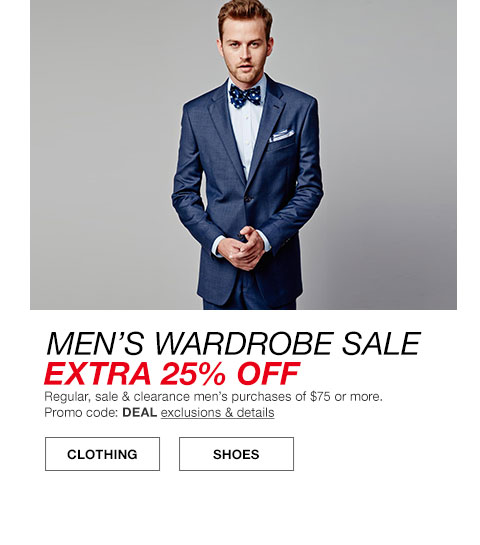 MEN'S WARDROBE SALE
EXTRA 25% OFF
Regular, sale & clearance men's purchases of $75 or more.
Promo code: DEAL exclusions & details
CLOTHING
SHOES